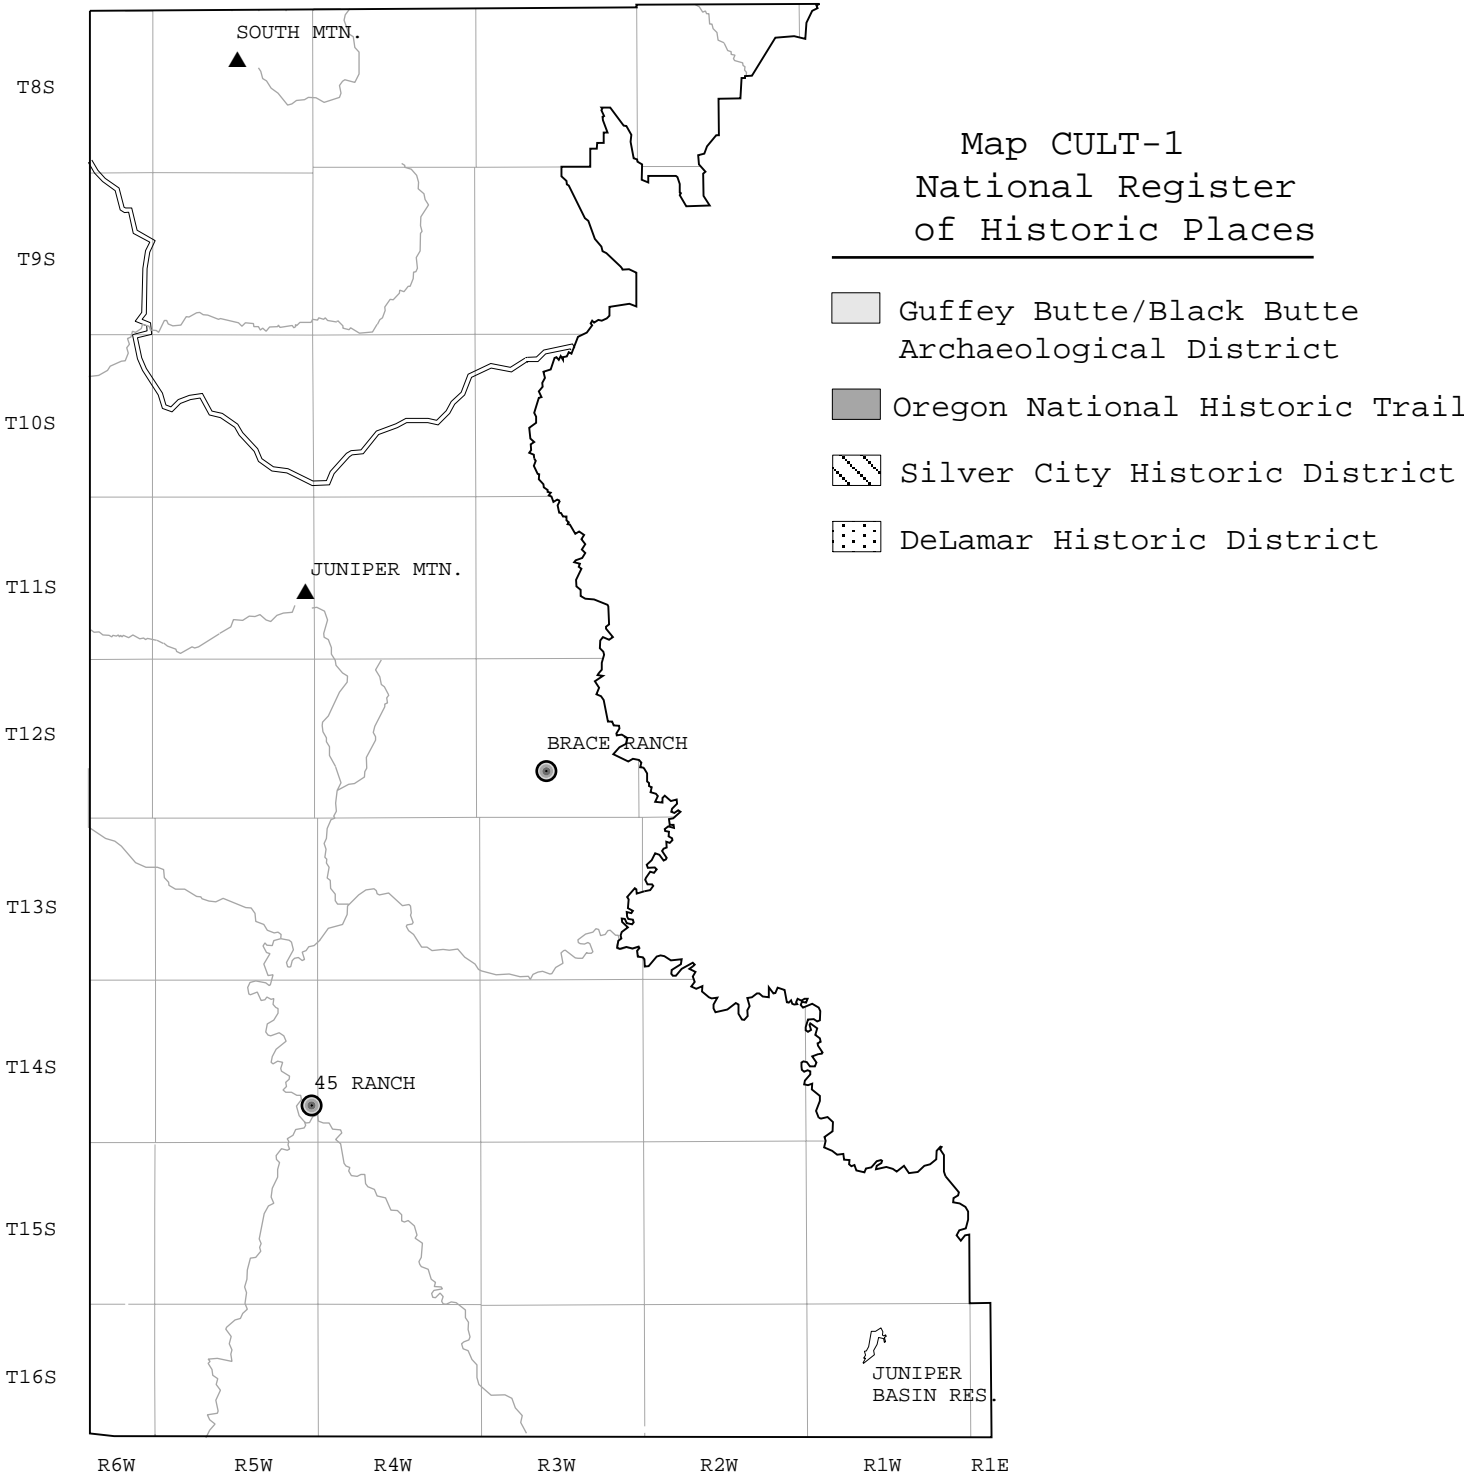 SOUTH MTN.
T8S
Map CULT-1
National Register
of Historic Places
T9S
Guffey Butte/Black Butte
Archaeological District
Oregon National Historic Trail
T10S
Silver City Historic District
DeLamar Historic District
JUNIPER MTN.
T11S
T12S
BRACE RANCH
T13S
T14S
45 RANCH
T15S
T16S
JUNIPER
BASIN RES.
R6W R5W R4W R3W R2W R1W R1E